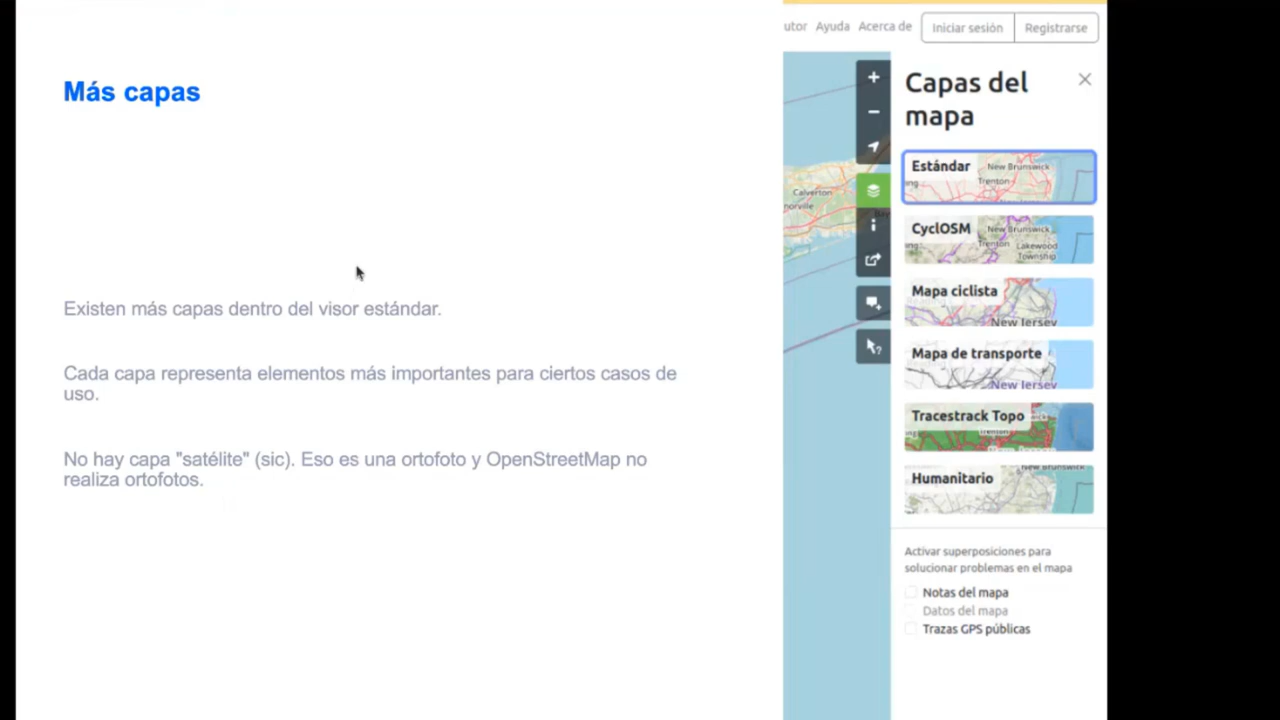 Más capas
Existen más capas dentro del visor estándar.
Cada capa representa elementos más importantes para ciertos casos de
uso.
No hay capa "satélite" (sic). Eso es una ortofoto y OpenStreetMap no
realiza ortofotos.
utor Ayuda Acerca de Iniciar sesión Registrarse
Calverton
norville
Capas del
mapa
Estándar
New Brunswick
Trenton
CyclOSM
New Brunswick
Trenton
Lakewood
Township
Mapa ciclista
New Jersey
Mapa de transporte
New Jersey
Tracestrack Topo
Trenton
Humanitario
New Brunswick
Activar superposiciones para
solucionar problemas en el mapa
Notas del mapa
Datos del mapa
Trazas GPS públicas